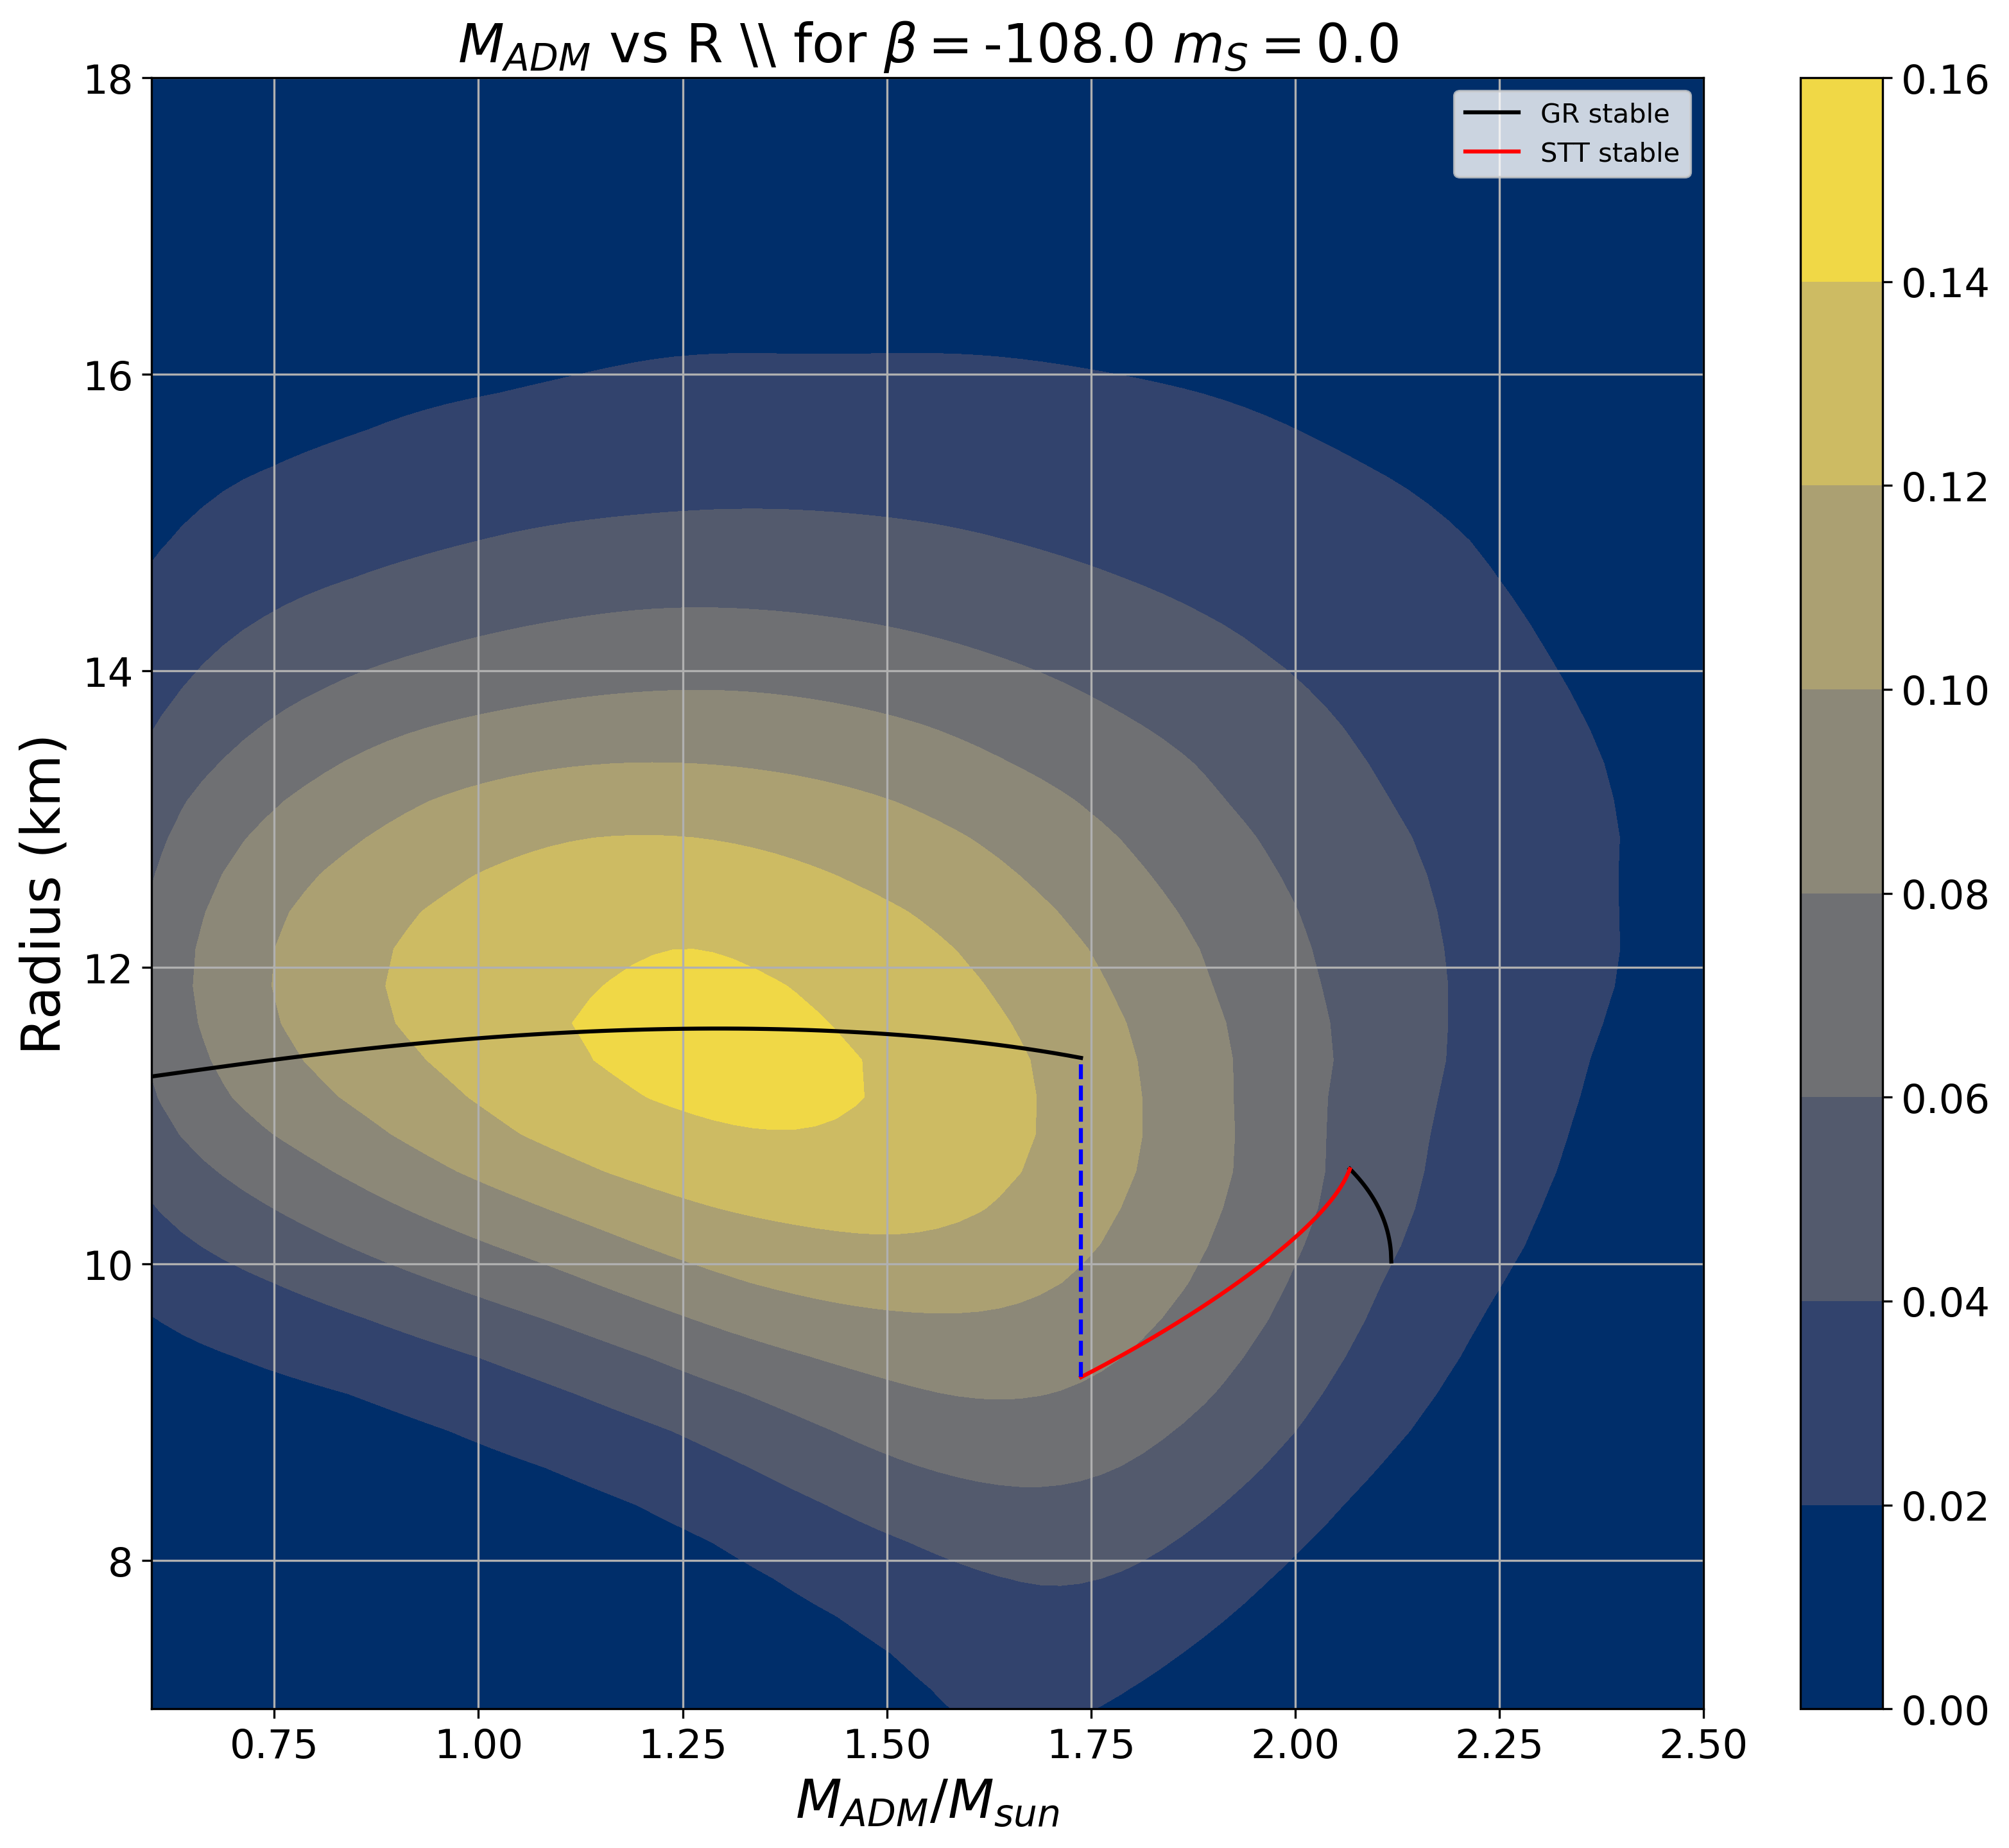 M_ADM vs R \\ for β = -108.0 m_S = 0.0
GR stable
STT stable
Radius (km)
18
16
14
12
10
8
0.75 1.00 1.25 1.50 1.75 2.00 2.25 2.50
M_ADM/M_sun
0.16
0.14
0.12
0.10
0.08
0.06
0.04
0.02
0.00